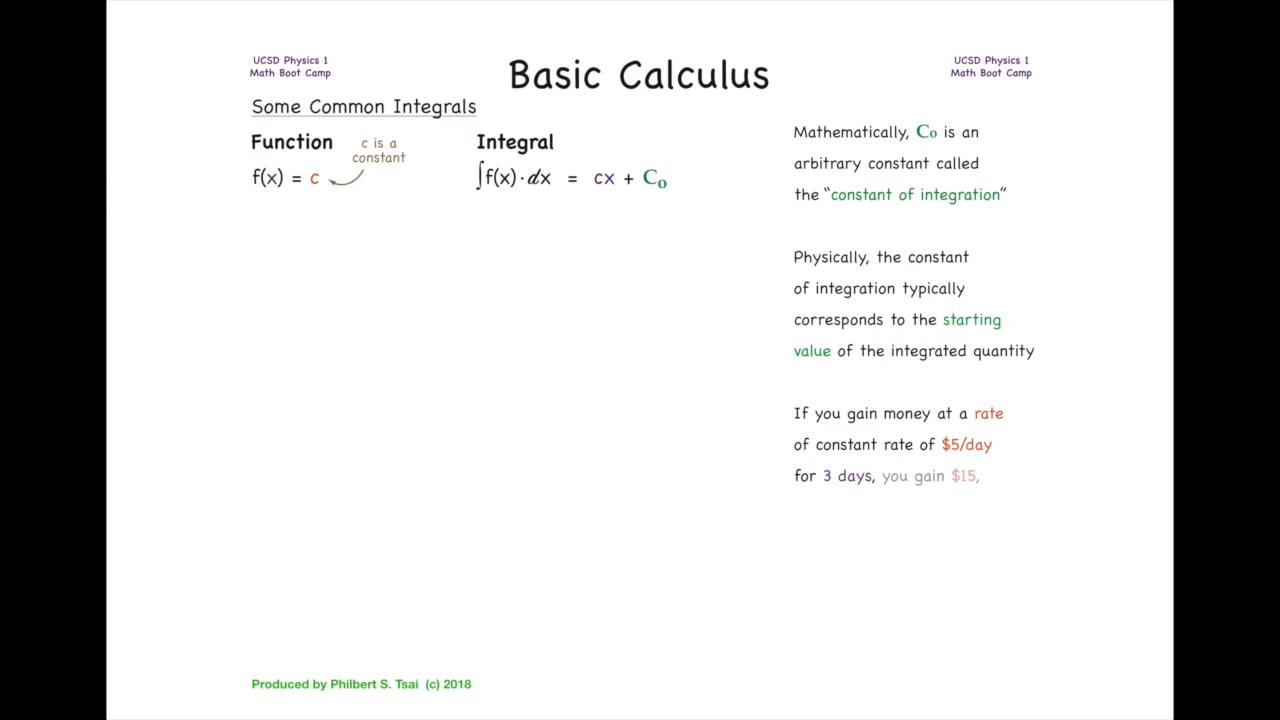 UCSD Physics 1
Math Boot Camp
Basic Calculus
UCSD Physics 1
Math Boot Camp
Some Common Integrals
Function
c is a
constant
f(x) = c
Integral
∫f(x)·dx = cx + C₀
Mathematically, C₀ is an
arbitrary constant called
the “constant of integration”
Physically, the constant
of integration typically
corresponds to the starting
value of the integrated quantity
If you gain money at a rate
of constant rate of $5/day
for 3 days, you gain $15,
Produced by Philbert S. Tsai (c) 2018